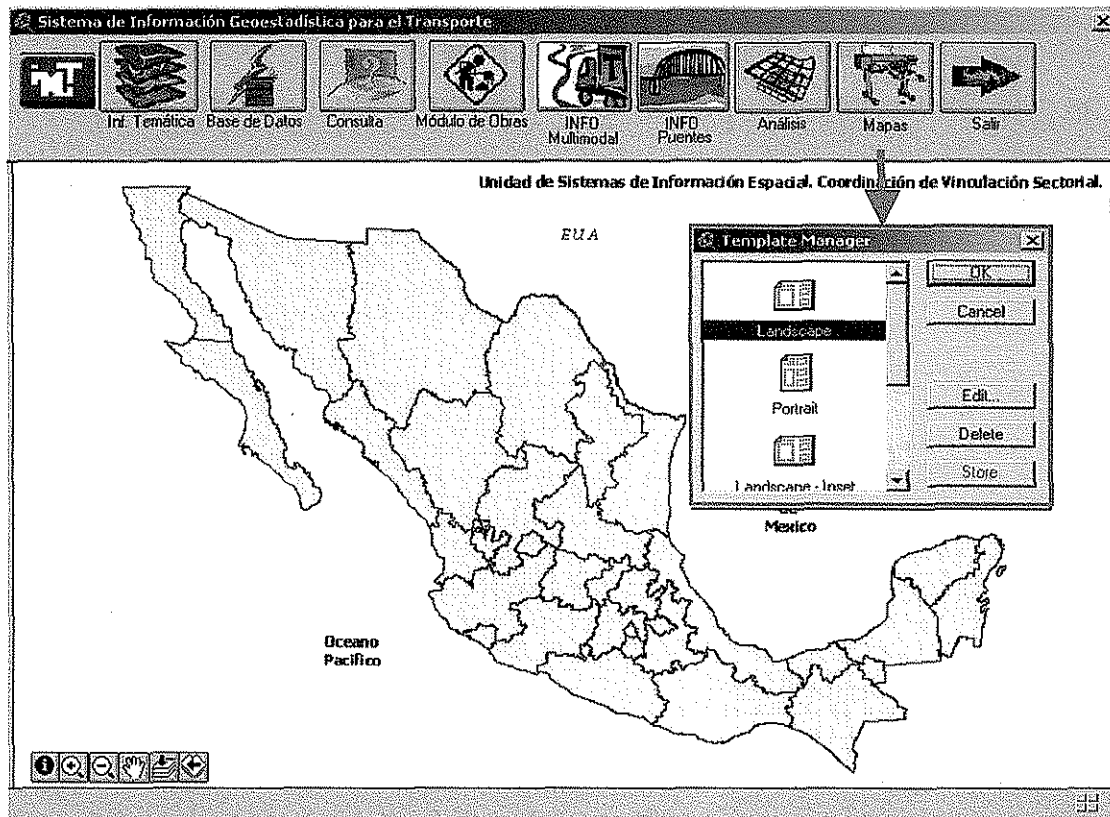 Sistema de Información Geoestadística para el Transporte
IMT
Inf. Temática
Base de Datos
Consulta
Módulo de Obras
INFO
Multimodal
INFO
Puentes
Análisis
Mapas
Salir
Unidad de Sistemas de Información Espacial. Coordinación de Vinculación Sectorial.
EUA
Template Manager
Landscape
Portrait
Landscape - Inset
OK
Cancel
Edit...
Delete
Store
de
Mexico
Oceano
Pacifico